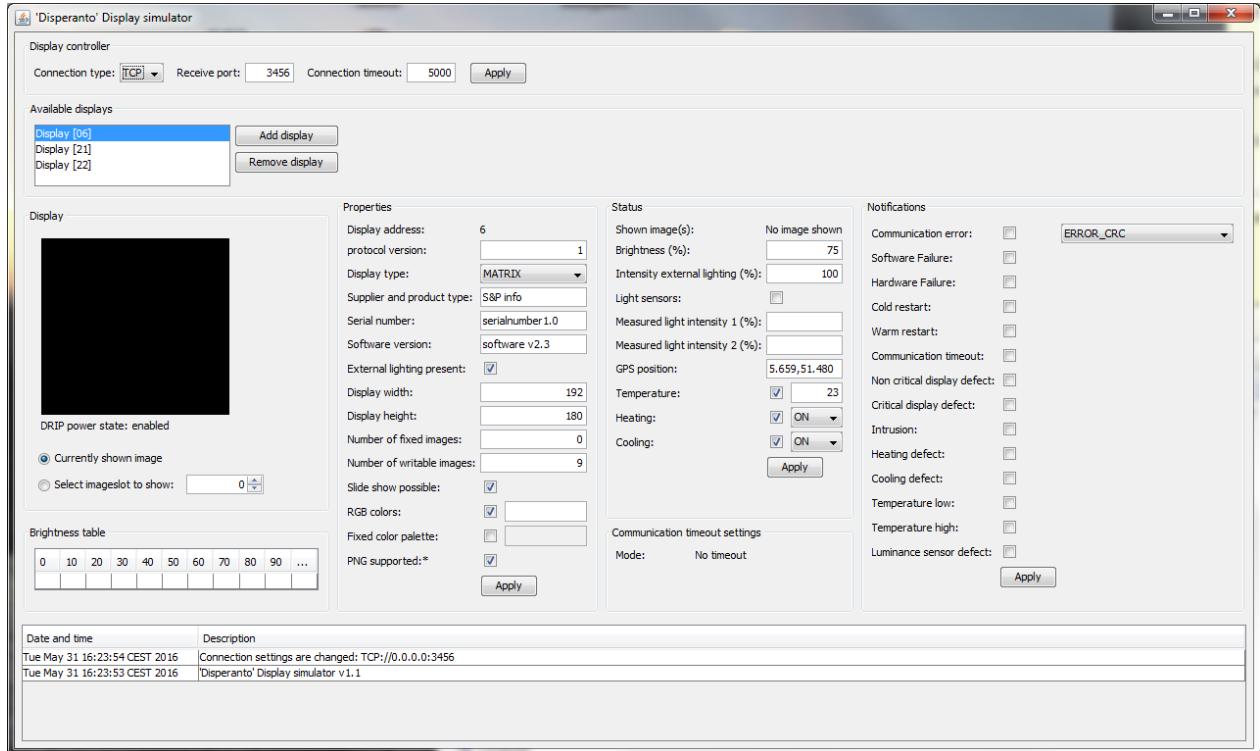 'Disperanto' Display simulator
Display controller
Connection type: TCP Receive port: 3456 Connection timeout: 5000 Apply
Available displays
Display [06]
Display [21]
Display [22]
Add display
Remove display
Display
DRIP power state: enabled
Currently shown image
Select imageslot to show: 0
Brightness table
0 10 20 30 40 50 60 70 80 90 ...
Properties
Display address: 6
protocol version: 1
Display type: MATRIX
Supplier and product type: S&P info
Serial number: serialnumber1.0
Software version: software v2.3
External lighting present:
Display width: 192
Display height: 180
Number of fixed images: 0
Number of writable images: 9
Slide show possible:
RGB colors:
Fixed color palette:
PNG supported:*
Apply
Status
Shown image(s): No image shown
Brightness (%): 75
Intensity external lighting (%): 100
Light sensors:
Measured light intensity 1 (%):
Measured light intensity 2 (%):
GPS position: 5.659,51.480
Temperature: 23
Heating: ON
Cooling: ON
Apply
Communication timeout settings
Mode: No timeout
Notifications
Communication error: ERROR_CRC
Software Failure:
Hardware Failure:
Cold restart:
Warm restart:
Communication timeout:
Non critical display defect:
Critical display defect:
Intrusion:
Heating defect:
Cooling defect:
Temperature low:
Temperature high:
Luminance sensor defect:
Apply
Date and time Description
Tue May 31 16:23:54 CEST 2016 Connection settings are changed: TCP://0.0.0.0:3456
Tue May 31 16:23:53 CEST 2016 'Disperanto' Display simulator v1.1